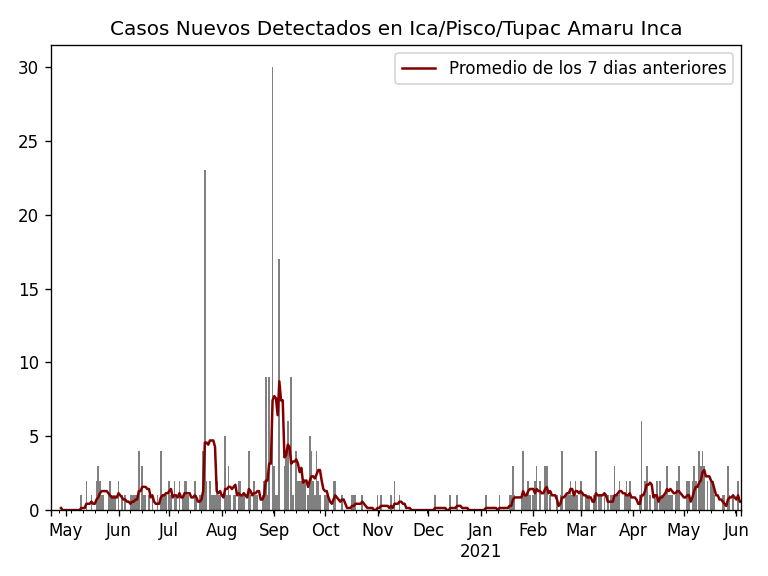 Casos Nuevos Detectados en Ica/Pisco/Tupac Amaru Inca
Promedio de los 7 dias anteriores
30
25
20
15
10
5
0
May Jun Jul Aug Sep Oct Nov Dec Jan Feb Mar Apr May Jun
2021